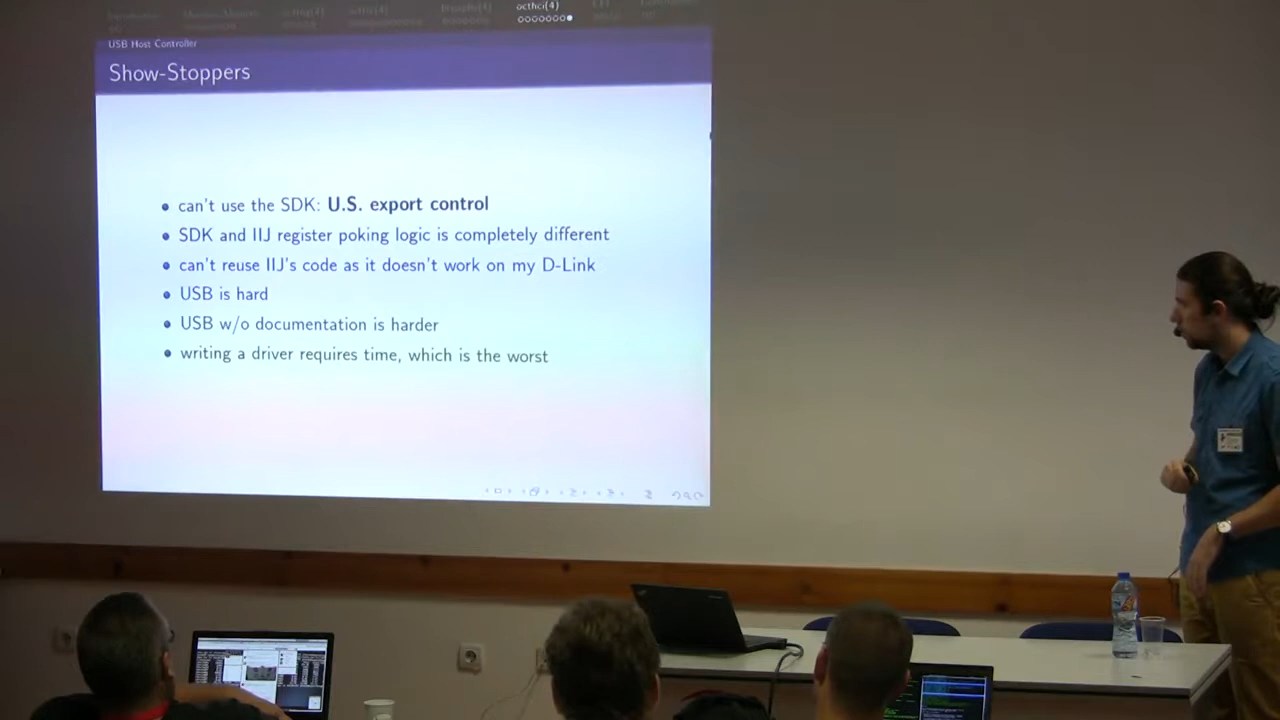 octhci(4)
USB Host Controller
Show-Stoppers
can't use the SDK: U.S. export control
SDK and IIJ register poking logic is completely different
can't reuse IIJ's code as it doesn't work on my D-Link
USB is hard
USB w/o documentation is harder
writing a driver requires time, which is the worst